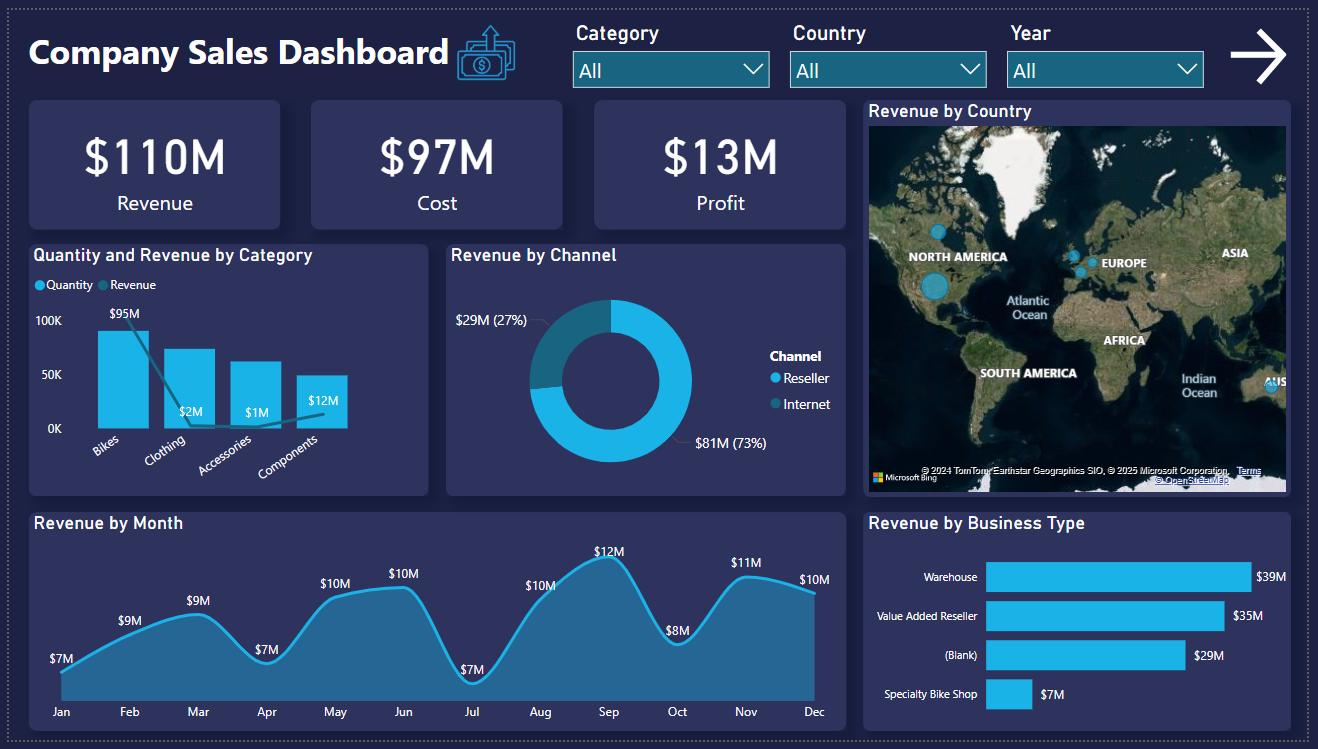 Company Sales Dashboard
Category
Country
Year
All
All
All
$110M
Revenue
$97M
Cost
$13M
Profit
Revenue by Country
NORTH AMERICA
EUROPE
ASIA
Atlantic
Ocean
AFRICA
SOUTH AMERICA
Indian
Ocean
AUS
© 2024 TomTom, Earthstar Geographics SIO, © 2025 Microsoft Corporation, Terms
© OpenStreetMap
Microsoft Bing
Quantity and Revenue by Category
Quantity Revenue
100K
50K
0K
$95M
$2M
$1M
$12M
Bikes
Clothing
Accessories
Components
Revenue by Channel
$29M (27%)
$81M (73%)
Channel
Reseller
Internet
Revenue by Month
$7M
$9M
$9M
$7M
$10M
$10M
$7M
$10M
$12M
$8M
$11M
$10M
Jan Feb Mar Apr May Jun Jul Aug Sep Oct Nov Dec
Revenue by Business Type
Warehouse $39M
Value Added Reseller $35M
(Blank) $29M
Specialty Bike Shop $7M